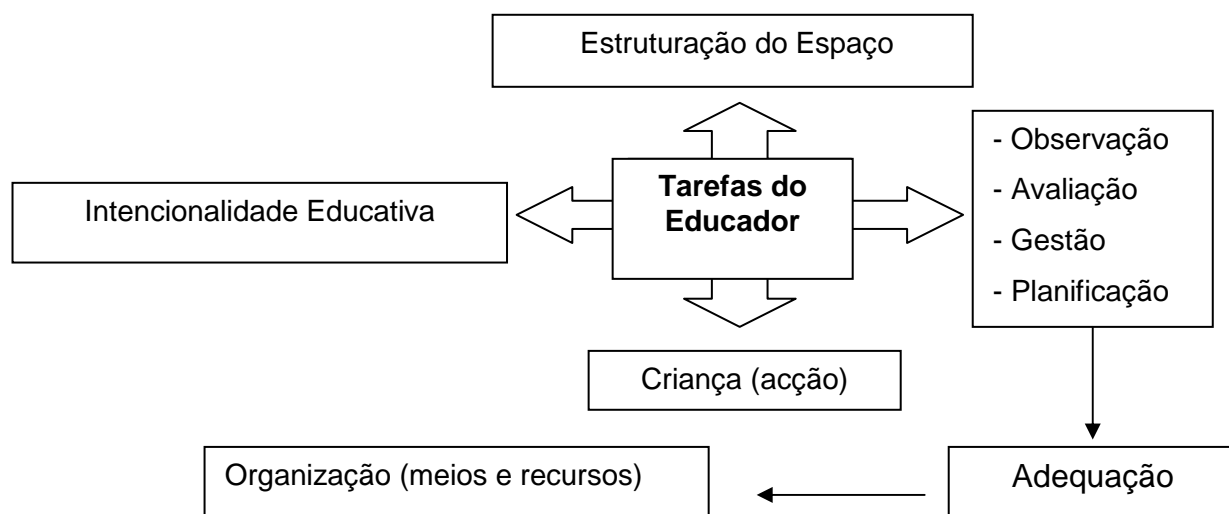 Estruturação do Espaço
- Observação
- Avaliação
- Gestão
- Planificação
Tarefas do
Educador
Intencionalidade Educativa
Criança (acção)
Organização (meios e recursos)
Adequação